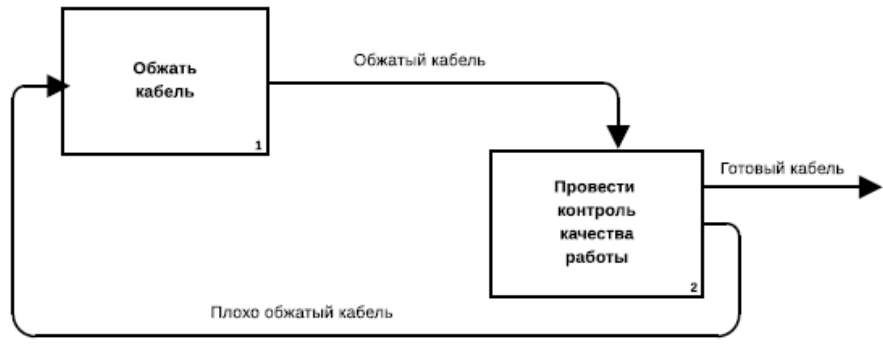 Обжать
кабель
1
Обжатый кабель
Провести
контроль
качества
работы
2
Готовый кабель
Плохо обжатый кабель